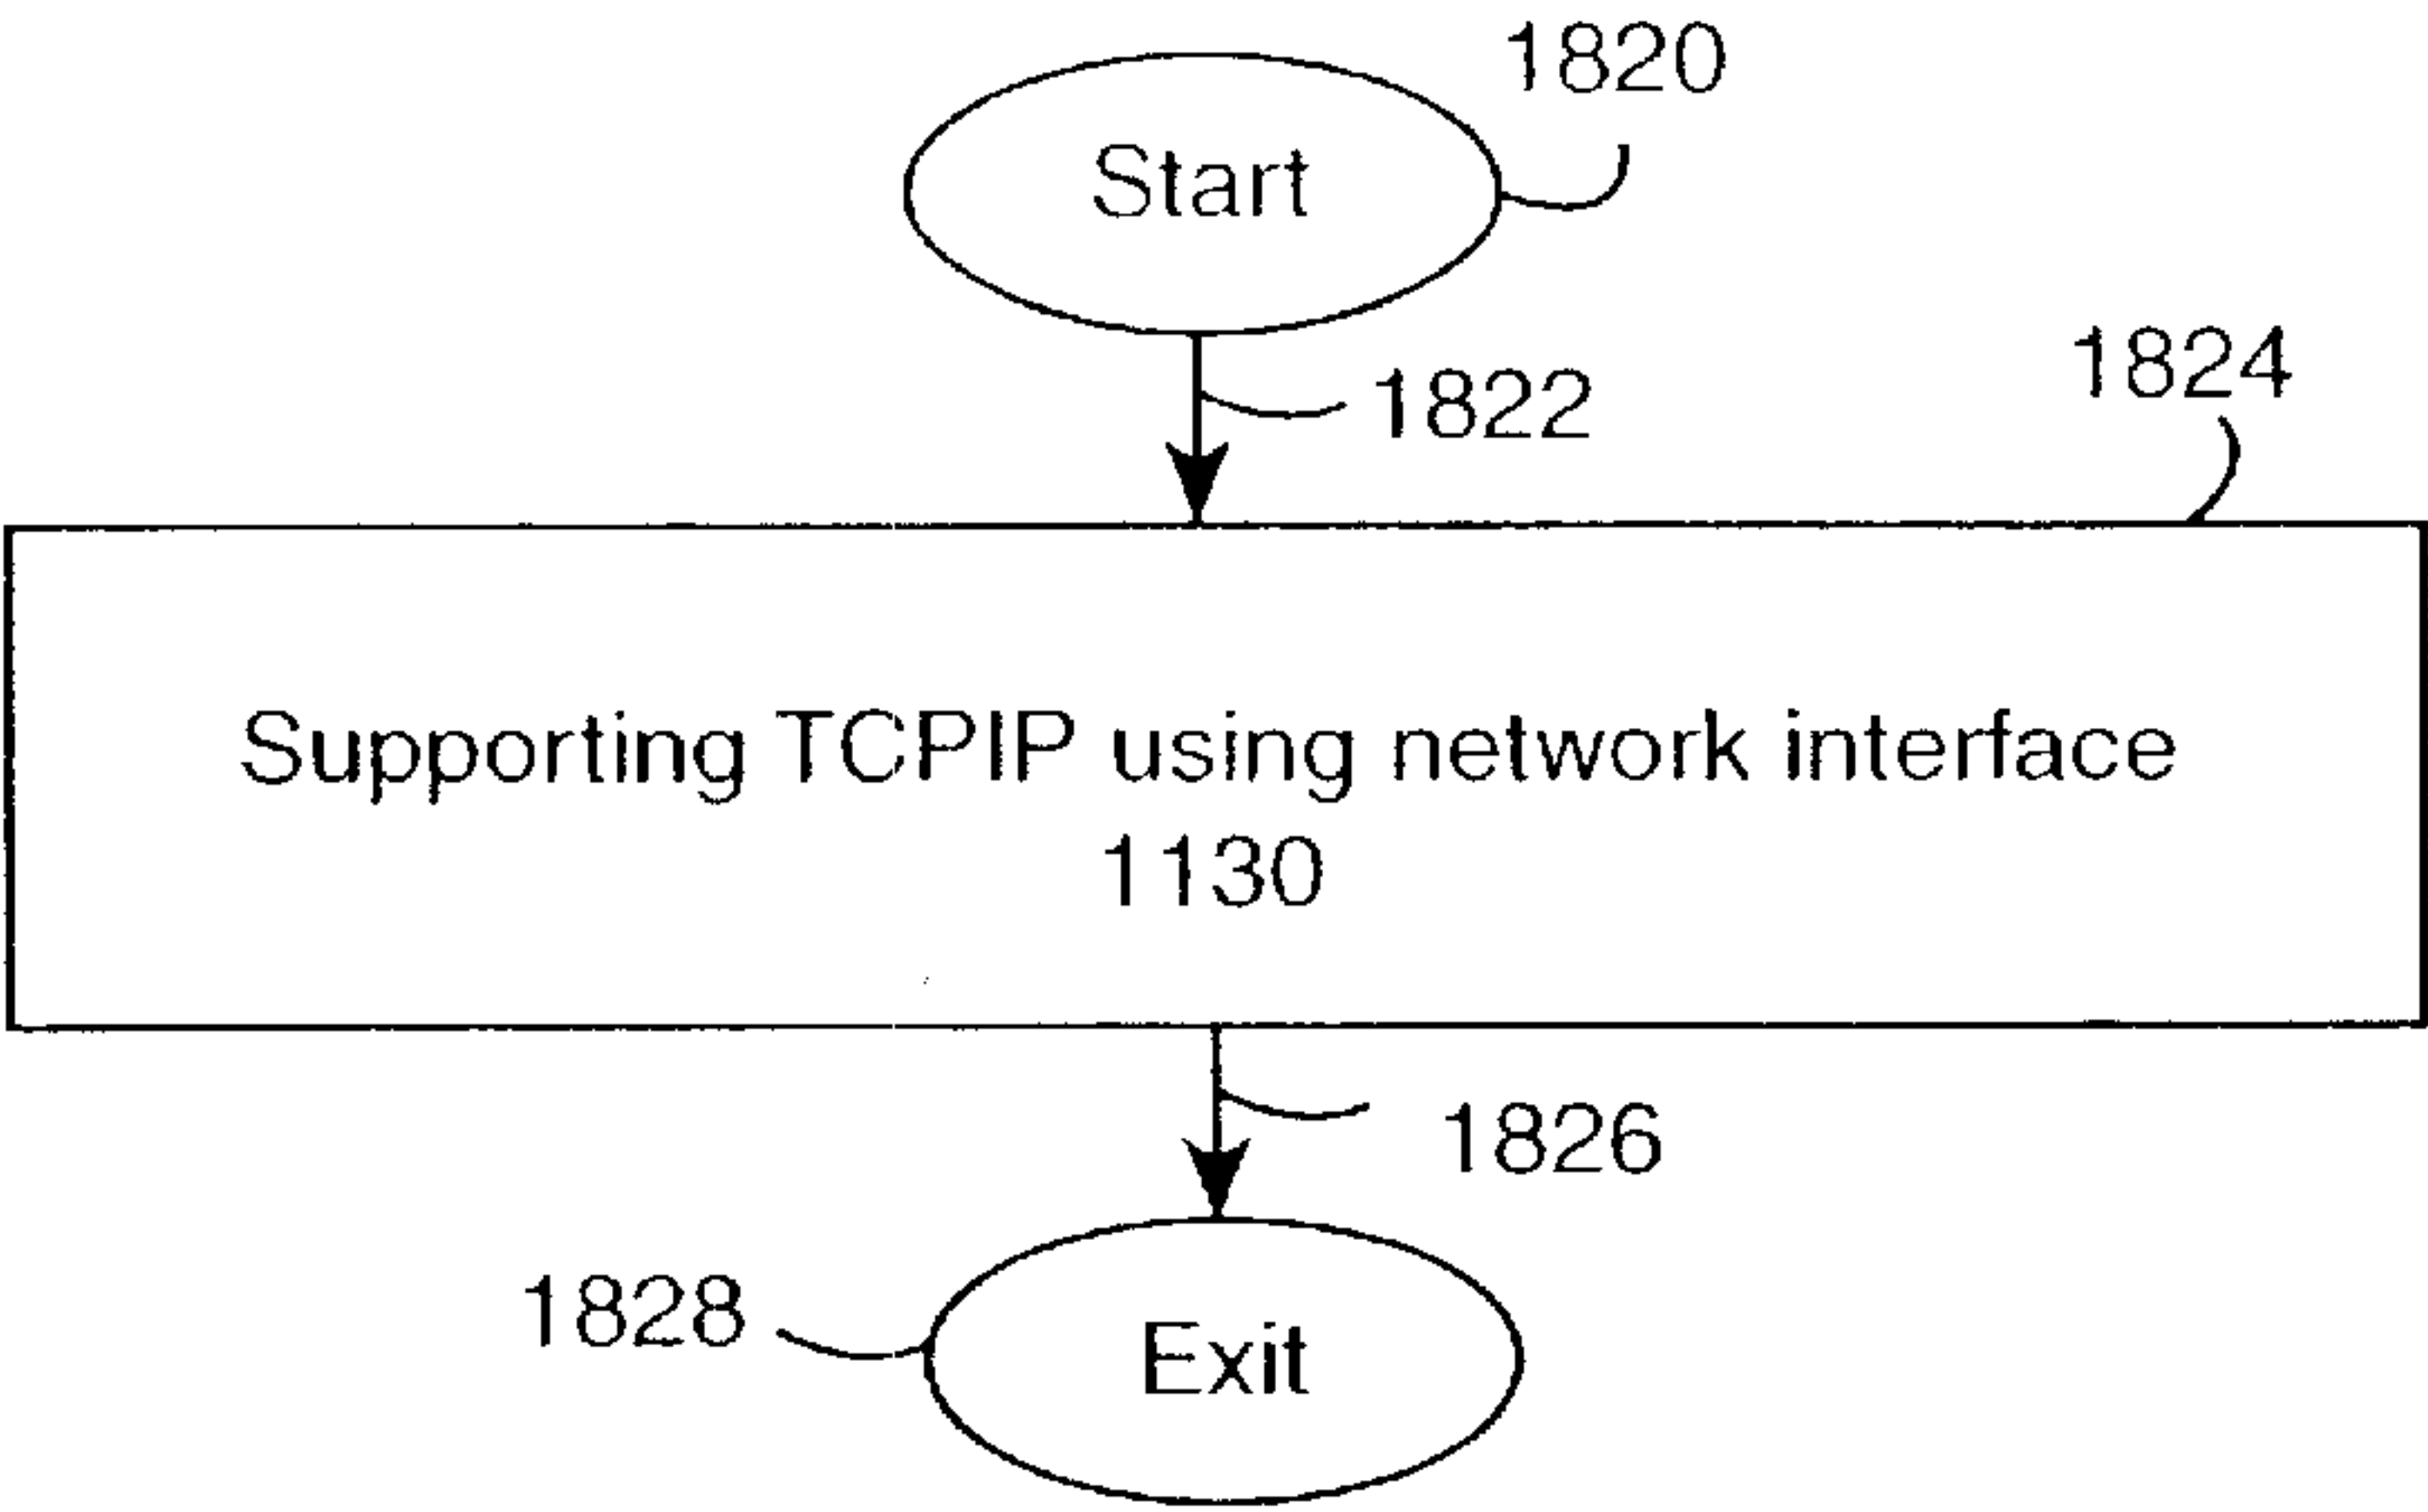 1820
Start
1822
1824
Supporting TCPIP using network interface
1130
1826
1828
Exit